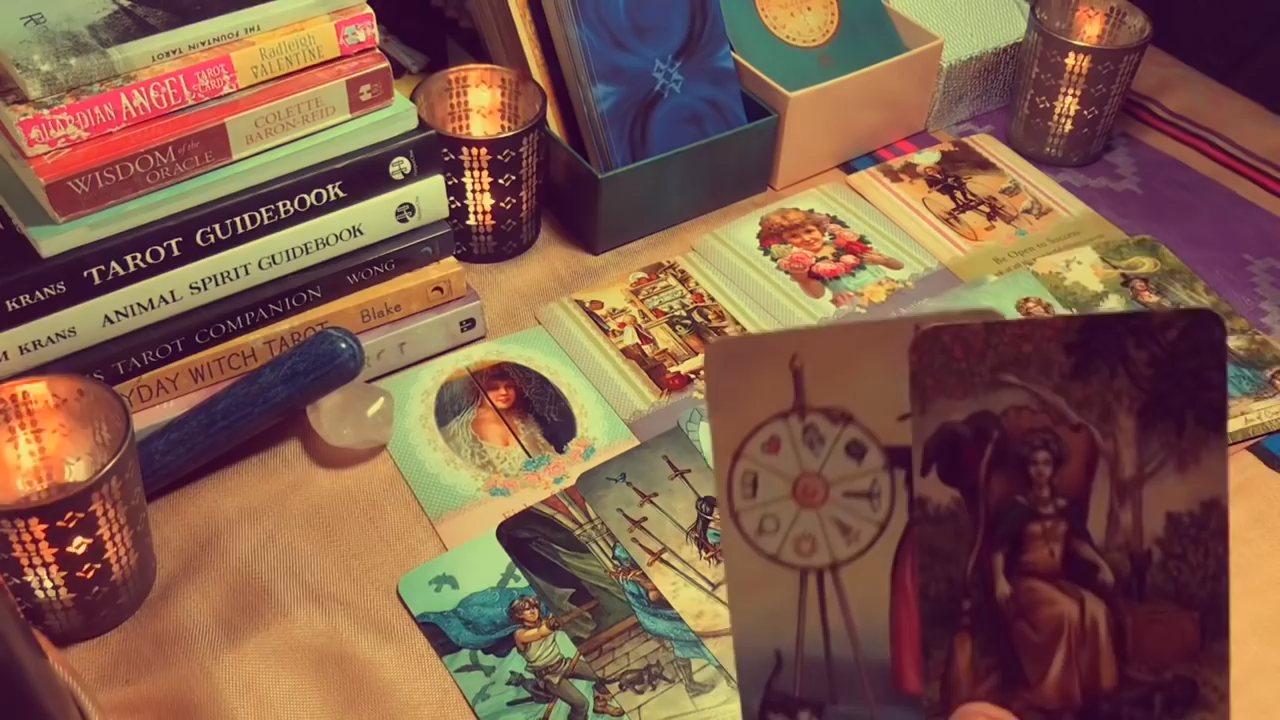 THE FOUNTAIN TAROT
GUARDIAN ANGEL TAROT CARDS
Radleigh VALENTINE
WISDOM of the ORACLE
COLETTE BARON-REID
KRANS TAROT GUIDEBOOK
M KRANS ANIMAL SPIRIT GUIDEBOOK
TAROT COMPANION WONG
YDAY WITCH TAROT Blake
Be Open to Success